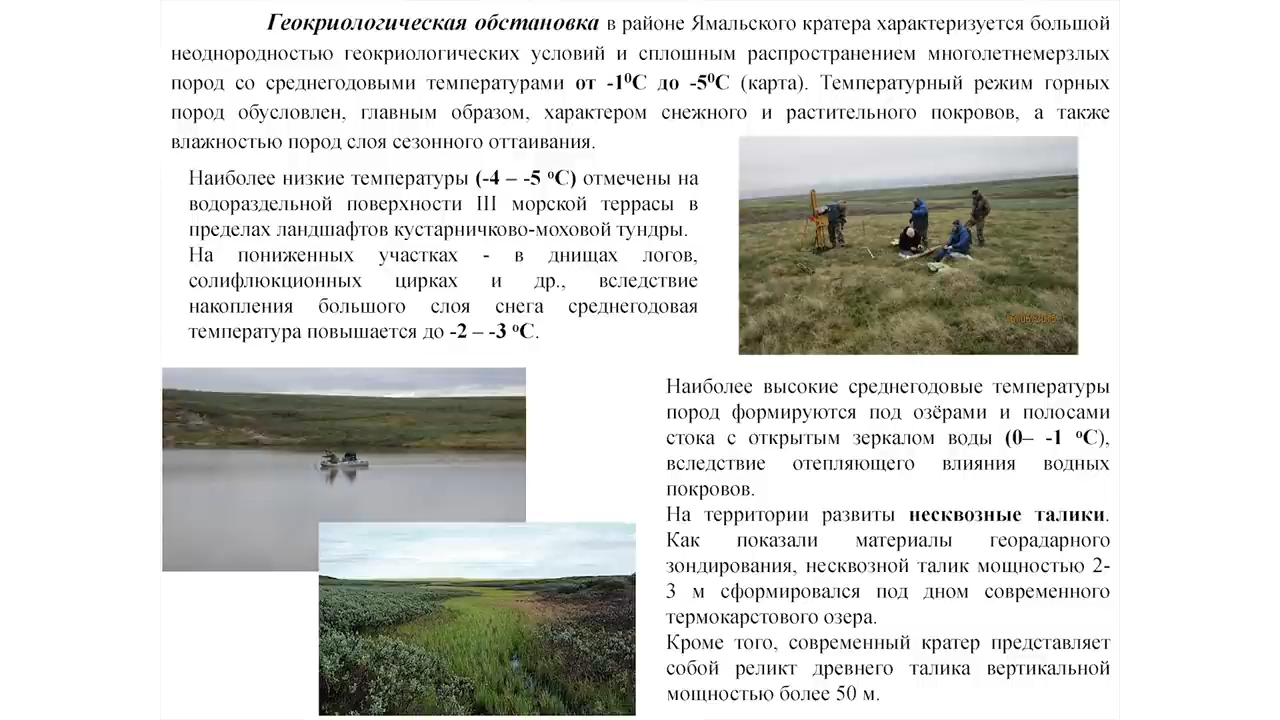 Геокриологическая обстановка в районе Ямальского кратера характеризуется большой
неоднородностью геокриологических условий и сплошным распространением многолетнемерзлых
пород со среднегодовыми температурами от -1⁰С до -5⁰С (карта). Температурный режим горных
пород обусловлен, главным образом, характером снежного и растительного покровов, а также
влажностью пород слоя сезонного оттаивания.
Наиболее низкие температуры (-4 – -5 ºС) отмечены на
водораздельной поверхности III морской террасы в
пределах ландшафтов кустарничково-моховой тундры.
На пониженных участках - в днищах логов,
солифлюкционных цирках и др., вследствие
накопления большого слоя снега среднегодовая
температура повышается до -2 – -3 ºС.
Наиболее высокие среднегодовые температуры
пород формируются под озёрами и полосами
стока с открытым зеркалом воды (0– -1 ºС),
вследствие отепляющего влияния водных
покровов.
На территории развиты несквозные талики.
Как показали материалы георадарного
зондирования, несквозной талик мощностью 2-
3 м сформировался под дном современного
термокарстового озера.
Кроме того, современный кратер представляет
собой реликт древнего талика вертикальной
мощностью более 50 м.